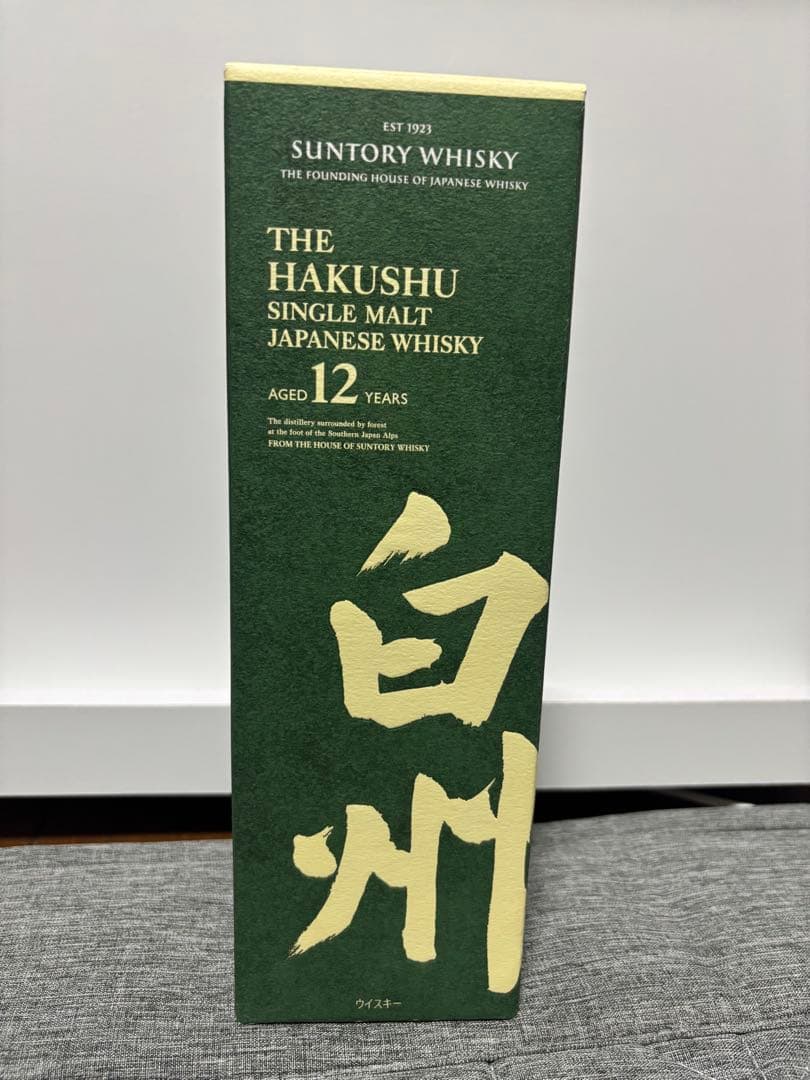 EST 1923
SUNTORY WHISKY
THE FOUNDING HOUSE OF JAPANESE WHISKY
THE
HAKUSHU
SINGLE MALT
JAPANESE WHISKY
AGED 12 YEARS
The distillery surrounded by forest
at the foot of the Southern Japan Alps
FROM THE HOUSE OF SUNTORY WHISKY
白
州
ウイスキー